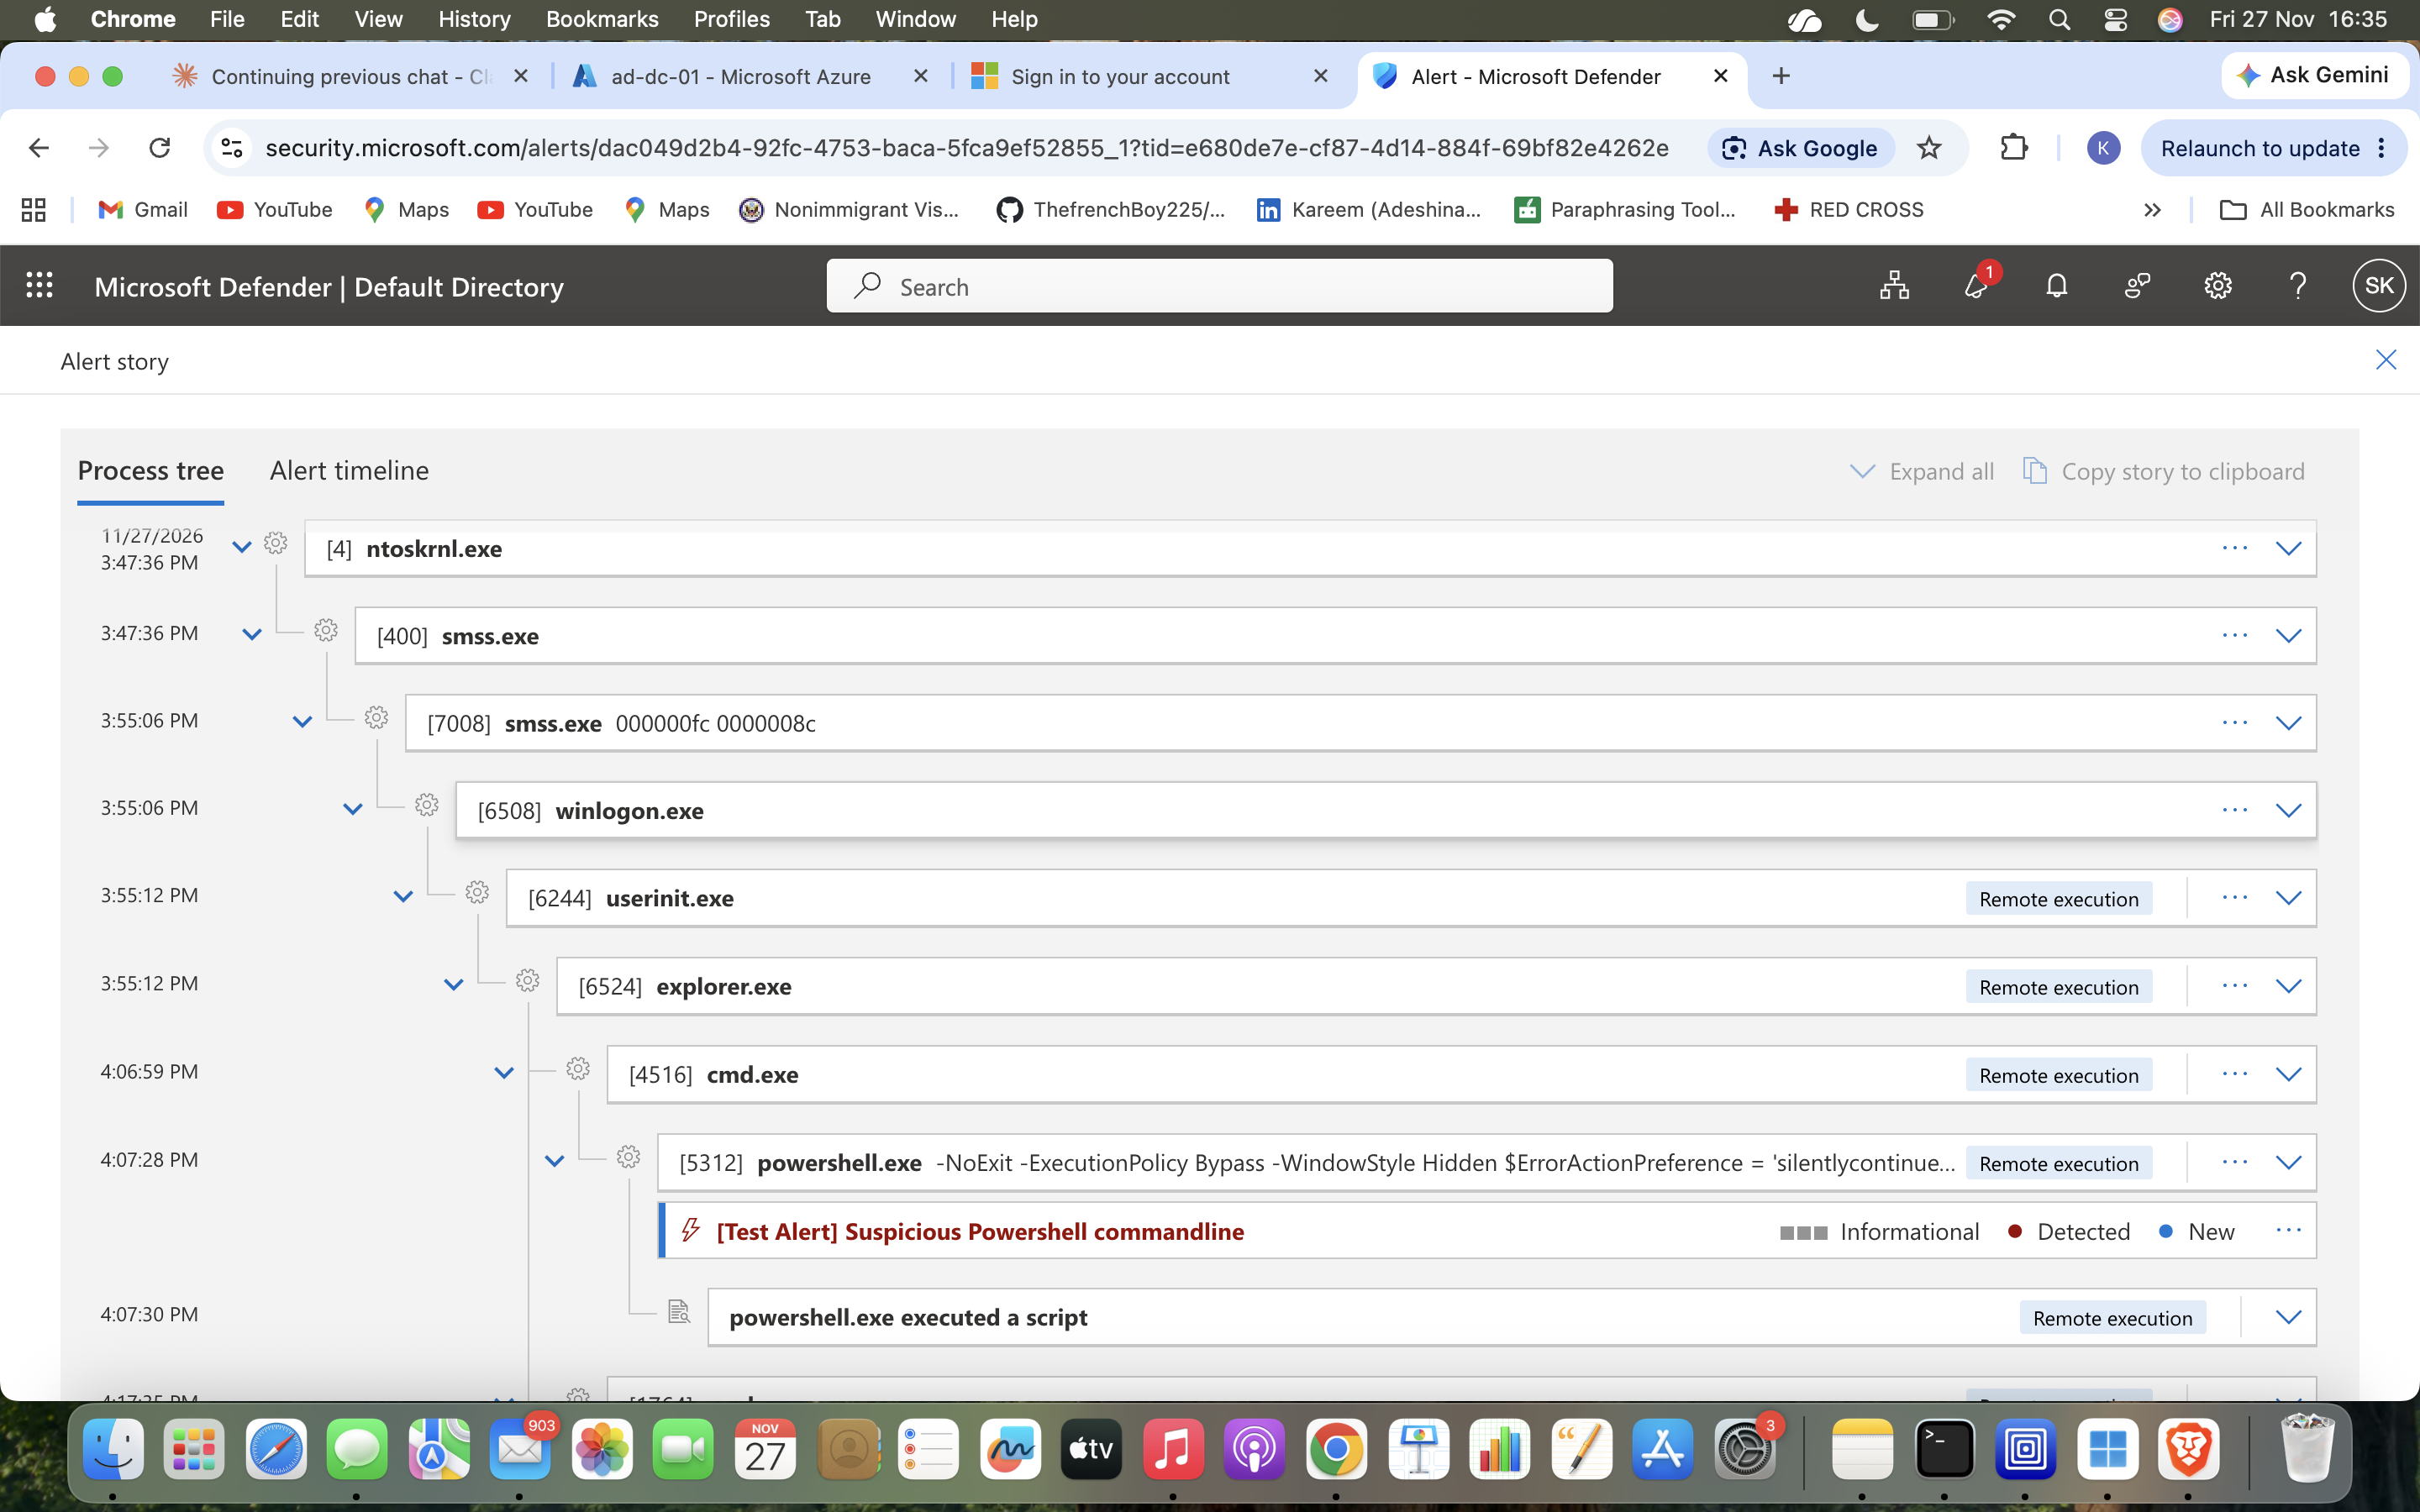 Chrome File Edit View History Bookmarks Profiles Tab Window Help Fri 27 Nov 16:35
Continuing previous chat - Cl ad-dc-01 - Microsoft Azure Sign in to your account Alert - Microsoft Defender Ask Gemini
security.microsoft.com/alerts/dac049d2b4-92fc-4753-baca-5fca9ef52855_1?tid=e680de7e-cf87-4d14-884f-69bf82e4262e Ask Google K Relaunch to update
Gmail YouTube Maps YouTube Maps Nonimmigrant Vis... ThefrenchBoy225/... Kareem (Adeshina... Paraphrasing Tool... RED CROSS All Bookmarks
Microsoft Defender | Default Directory Search 1 SK
Alert story
Process tree Alert timeline Expand all Copy story to clipboard
11/27/2026
3:47:36 PM [4] ntoskrnl.exe
3:47:36 PM [400] smss.exe
3:55:06 PM [7008] smss.exe 000000fc 0000008c
3:55:06 PM [6508] winlogon.exe
3:55:12 PM [6244] userinit.exe Remote execution
3:55:12 PM [6524] explorer.exe Remote execution
4:06:59 PM [4516] cmd.exe Remote execution
4:07:28 PM [5312] powershell.exe -NoExit -ExecutionPolicy Bypass -WindowStyle Hidden $ErrorActionPreference = 'silentlycontinue... Remote execution
[Test Alert] Suspicious Powershell commandline Informational Detected New
4:07:30 PM powershell.exe executed a script Remote execution
4:17:35 PM [1764]
903 NOV 27 tv 3